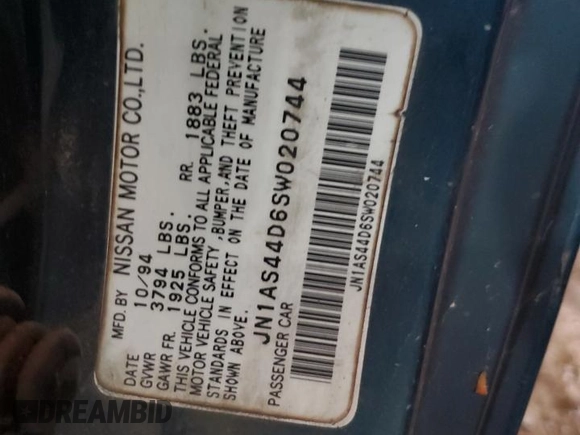 MFD. BY NISSAN MOTOR CO.,LTD.
DATE 10/94
GVWR 3794 LBS.
GAWR FR. 1925 LBS. RR. 1883 LBS.
THIS VEHICLE CONFORMS TO ALL APPLICABLE FEDERAL
MOTOR VEHICLE SAFETY ,BUMPER,AND THEFT PREVENTION
STANDARDS IN EFFECT ON THE DATE OF MANUFACTURE
SHOWN ABOVE.
JN1AS44D6SW020744
PASSENGER CAR
JN1AS44D6SW020744
DREAMBID